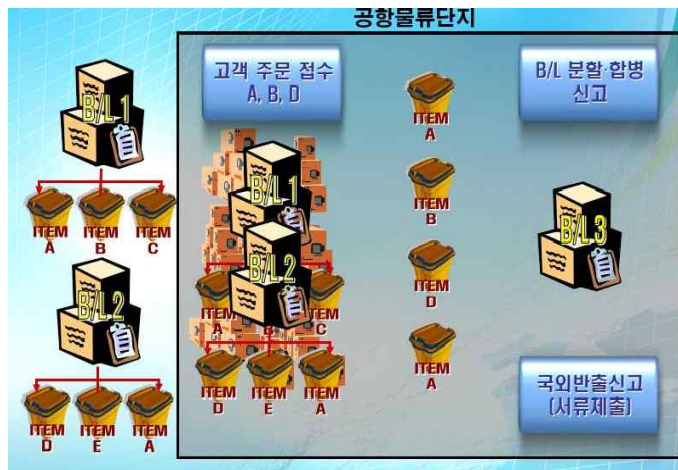 공항물류단지
고객 주문 접수
A, B, D
B/L 분할·합병
신고
B/L 1
ITEM A
ITEM B
ITEM C
B/L 2
ITEM D
ITEM E
ITEM A
B/L 1
ITEM A
B
C
B/L 2
ITEM D
ITEM E
ITEM A
ITEM A
ITEM B
ITEM D
ITEM A
B/L 3
국외반출신고
(서류제출)